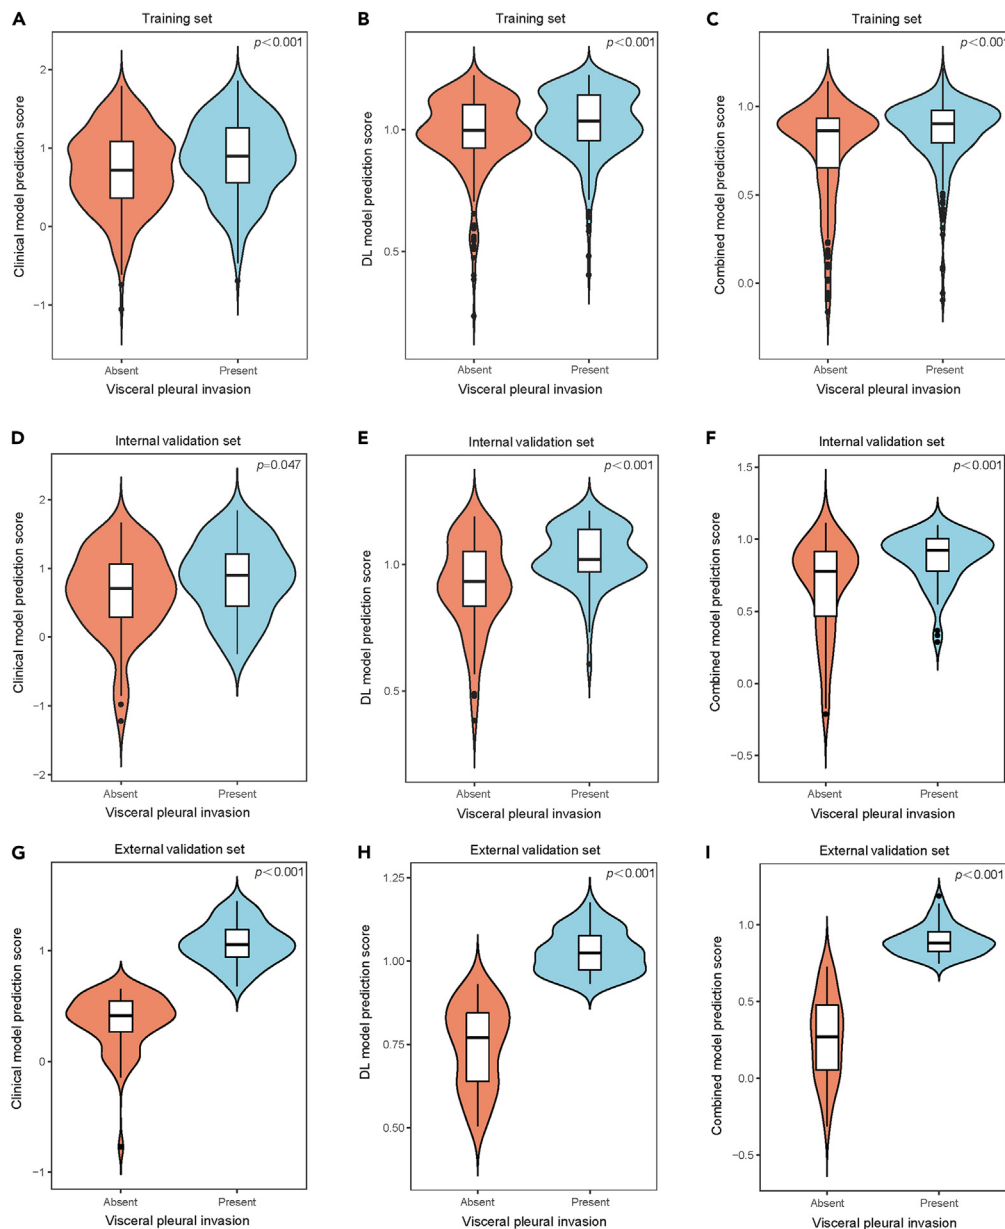 A
Training set
p<0.001
Clinical model prediction score
2
1
0
−1
Absent
Present
Visceral pleural invasion
B
Training set
p<0.001
DL model prediction score
1.0
0.5
Absent
Present
Visceral pleural invasion
C
Training set
p<0.001
Combined model prediction score
1.0
0.5
0.0
Absent
Present
Visceral pleural invasion
D
Internal validation set
p=0.047
Clinical model prediction score
2
1
0
−1
−2
Absent
Present
Visceral pleural invasion
E
Internal validation set
p<0.001
DL model prediction score
1.0
0.5
Absent
Present
Visceral pleural invasion
F
Internal validation set
p<0.001
Combined model prediction score
1.5
1.0
0.5
0.0
−0.5
Absent
Present
Visceral pleural invasion
G
External validation set
p<0.001
Clinical model prediction score
1
0
−1
Absent
Present
Visceral pleural invasion
H
External validation set
p<0.001
DL model prediction score
1.25
1.00
0.75
0.50
Absent
Present
Visceral pleural invasion
I
External validation set
p<0.001
Combined model prediction score
1.0
0.5
0.0
−0.5
Absent
Present
Visceral pleural invasion